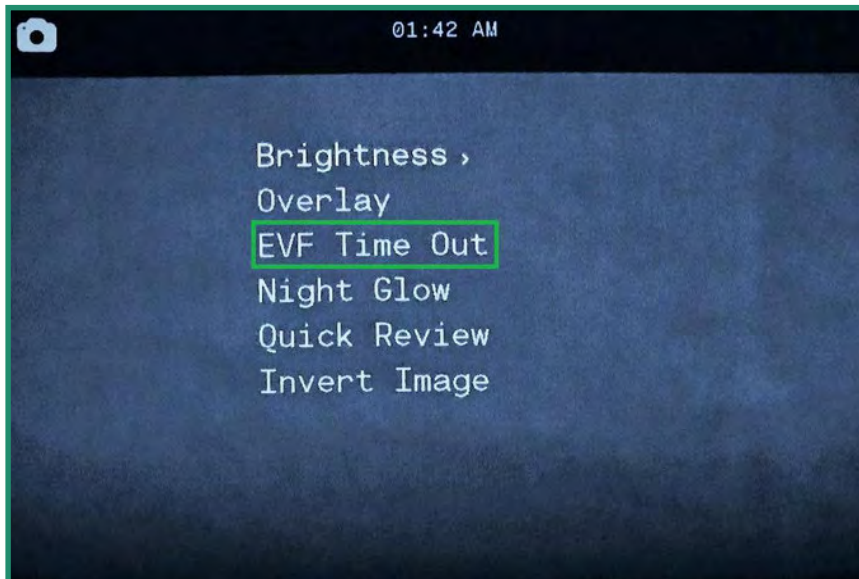 01:42 AM
Brightness ›
Overlay
EVF Time Out
Night Glow
Quick Review
Invert Image